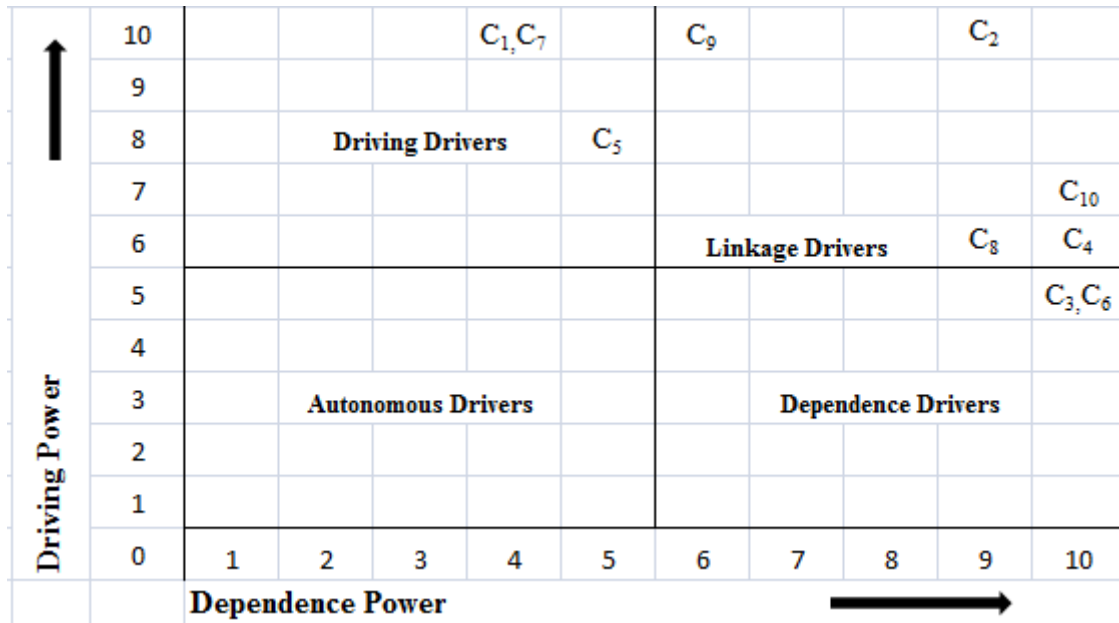 10 C₁,C₇ C₉ C₂
9
8 Driving Drivers C₅
7 C₁₀
6 Linkage Drivers C₈ C₄
5 C₃,C₆
4
3 Autonomous Drivers Dependence Drivers
2
1
0 1 2 3 4 5 6 7 8 9 10
Driving Power
Dependence Power